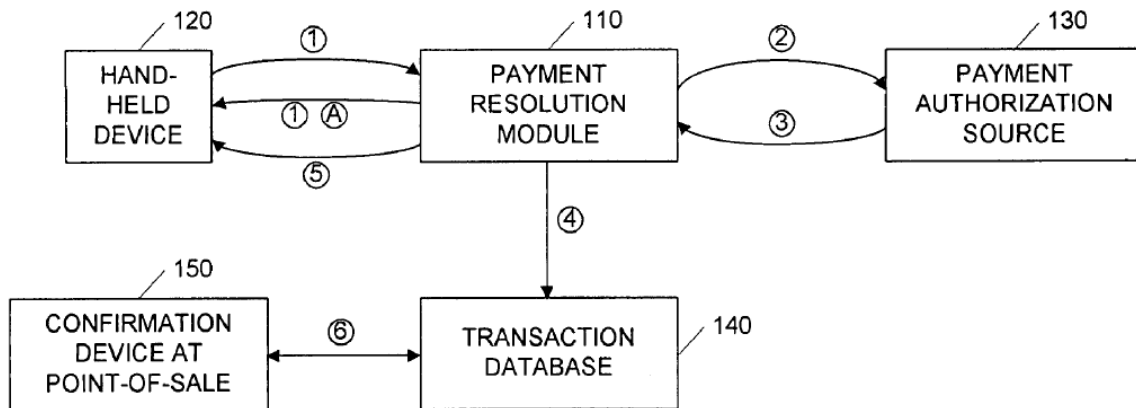 120
110
130
①
②
HAND-
HELD
DEVICE
PAYMENT
RESOLUTION
MODULE
PAYMENT
AUTHORIZATION
SOURCE
① Ⓐ
③
⑤
④
150
CONFIRMATION
DEVICE AT
POINT-OF-SALE
⑥
TRANSACTION
DATABASE
140